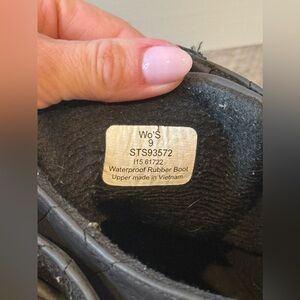 Wo'S
9
STS93572
I15 61722
Waterproof Rubber Boot
Upper made in Vietnam